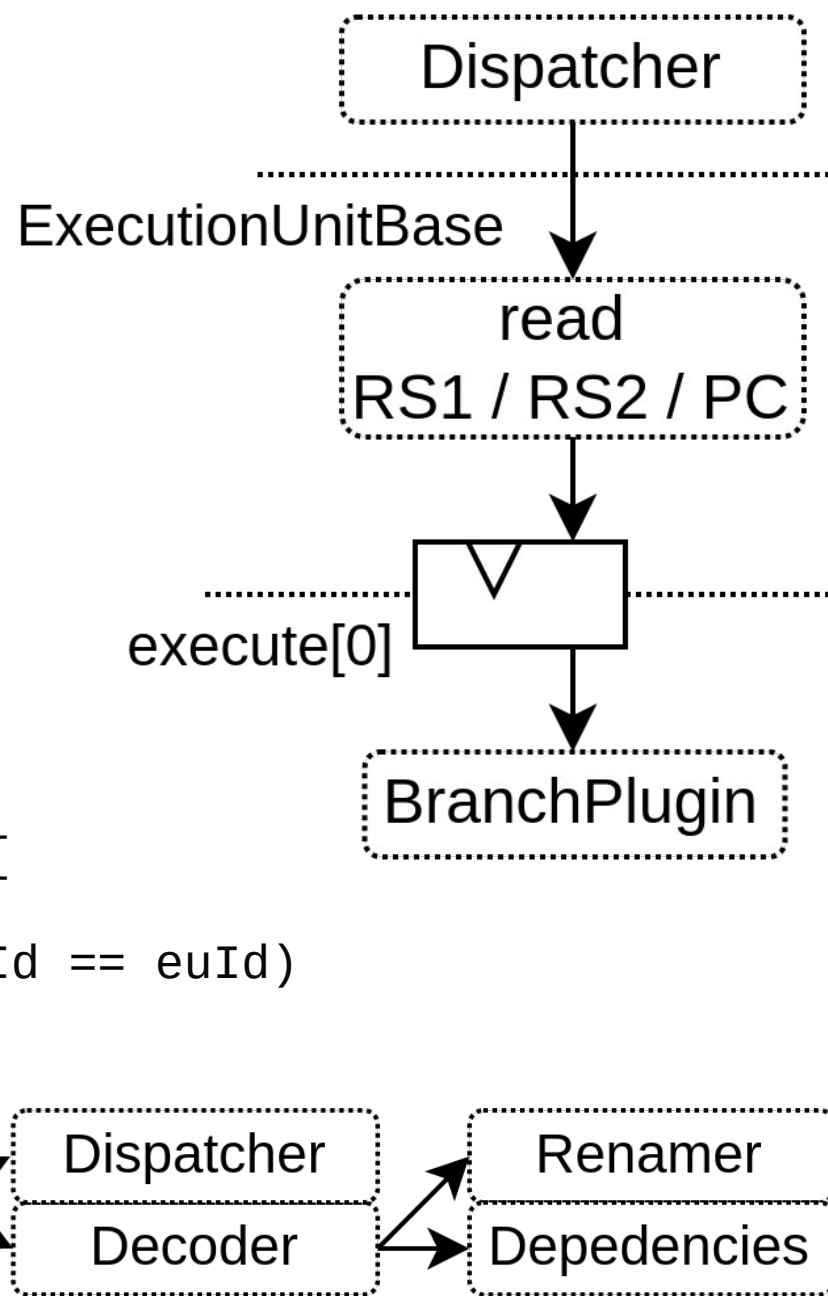 Dispatcher
ExecutionUnitBase
read
RS1 / RS2 / PC
execute[0]
BranchPlugin
d == euId)
Dispatcher
Renamer
Decoder
Depedencies